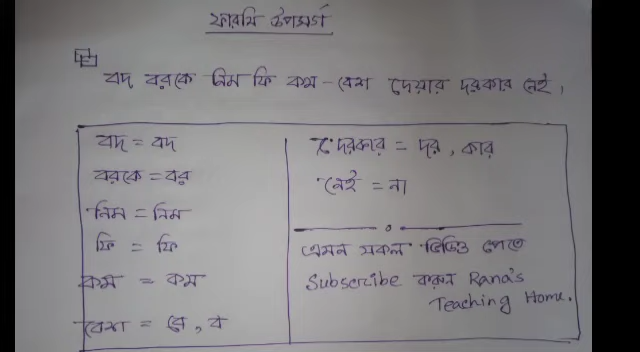 ফারসি উপসর্গ
বদ বরকে নিম ফি কম-বেশ দেয়ার দরকার নেই,
বদ = বদ
বরকে = বর
নিম = নিম
ফি = ফি
কম = কম
বেশ = বে, ব
দরকার = দর, কার
নেই = না
এমন সকল ভিডিও পেতে
Subscribe করুন Rana's
Teaching Home.